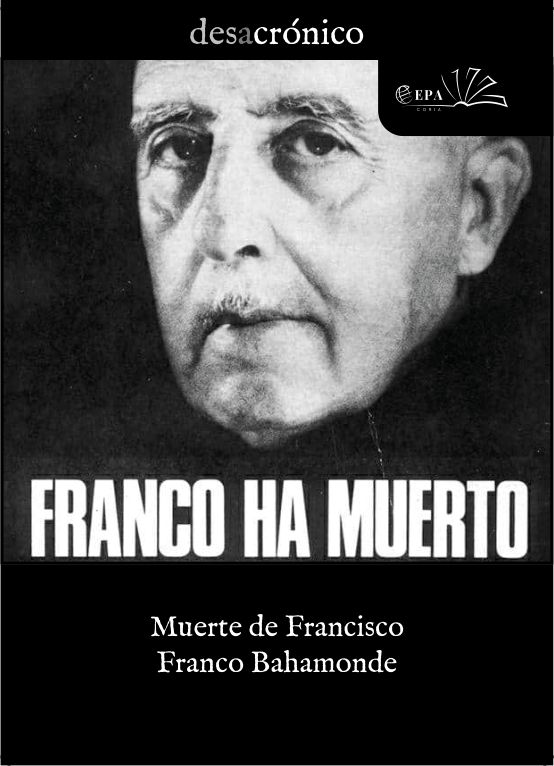 desacrónico
EPA
CORIA
FRANCO HA MUERTO
Muerte de Francisco
Franco Bahamonde